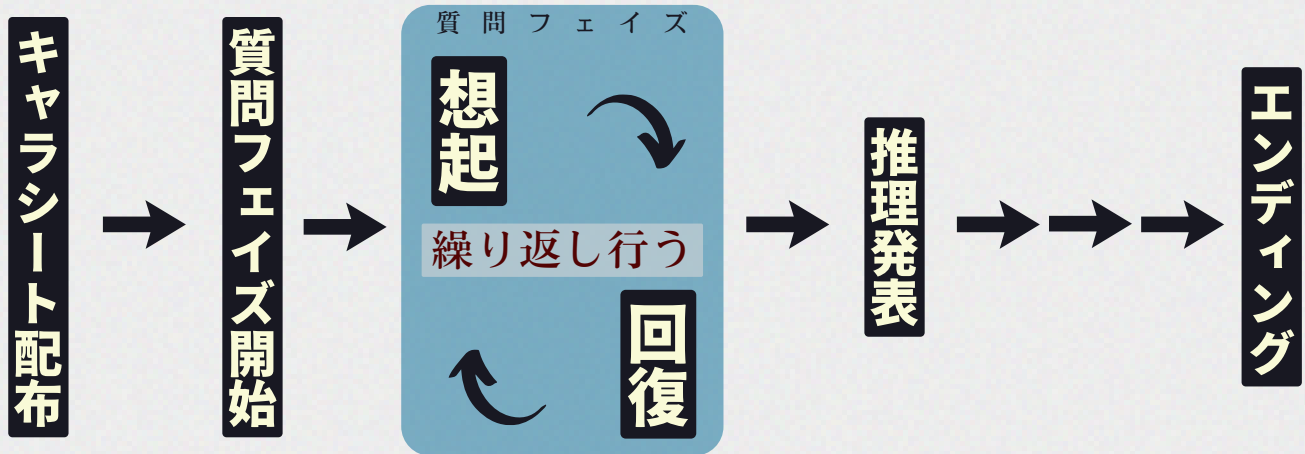 キャラシート配布
質問フェイズ開始
質問フェイズ
想起
繰り返し行う
回復
推理発表
エンディング